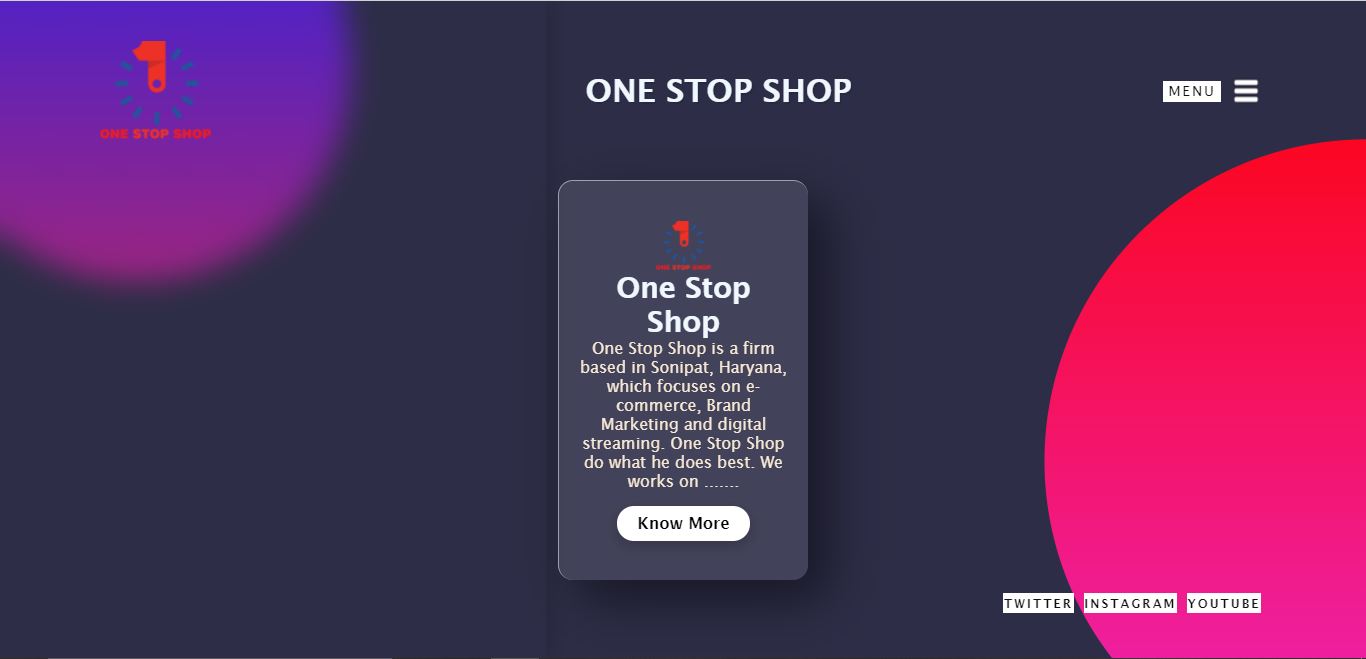 1
ONE STOP SHOP
ONE STOP SHOP
MENU
1
ONE STOP SHOP
One Stop
Shop
One Stop Shop is a firm
based in Sonipat, Haryana,
which focuses on e-
commerce, Brand
Marketing and digital
streaming. One Stop Shop
do what he does best. We
works on .......
Know More
TWITTER INSTAGRAM YOUTUBE